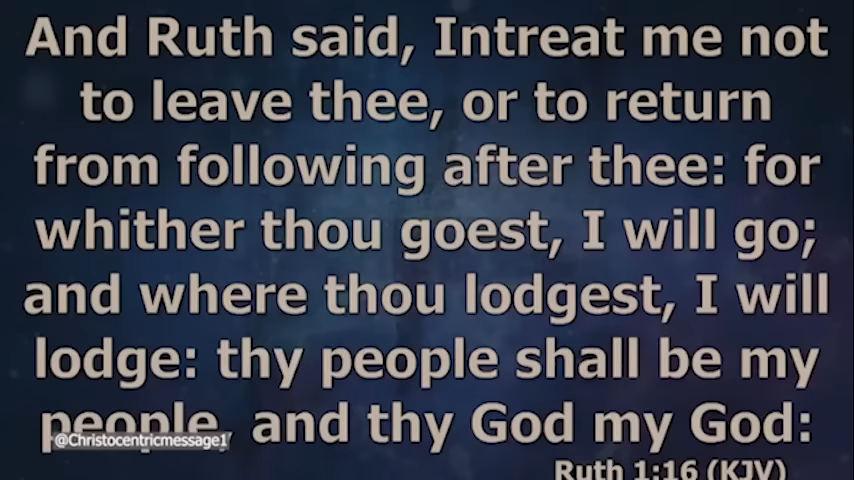 And Ruth said, Intreat me not
to leave thee, or to return
from following after thee: for
whither thou goest, I will go;
and where thou lodgest, I will
lodge: thy people shall be my
people, and thy God my God:
@Christocentricmessage1
Ruth 1:16 (KJV)